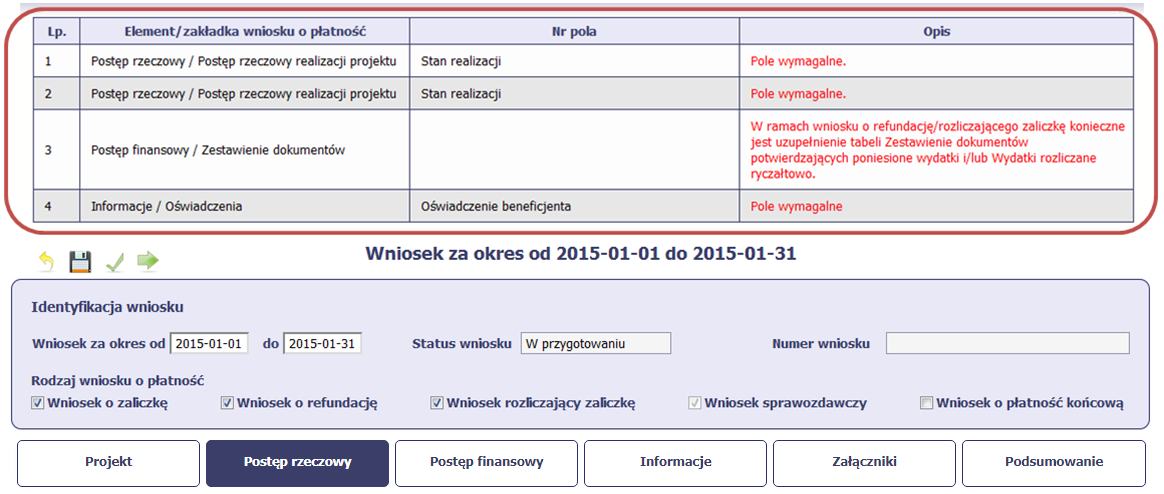 Lp. Element/zakładka wniosku o płatność Nr pola Opis
1 Postęp rzeczowy / Postęp rzeczowy realizacji projektu Stan realizacji Pole wymagalne.
2 Postęp rzeczowy / Postęp rzeczowy realizacji projektu Stan realizacji Pole wymagalne.
3 Postęp finansowy / Zestawienie dokumentów W ramach wniosku o refundację/rozliczającego zaliczkę konieczne
jest uzupełnienie tabeli Zestawienie dokumentów
potwierdzających poniesione wydatki i/lub Wydatki rozliczane
ryczałtowo.
4 Informacje / Oświadczenia Oświadczenie beneficjenta Pole wymagalne
Wniosek za okres od 2015-01-01 do 2015-01-31
Identyfikacja wniosku
Wniosek za okres od 2015-01-01 do 2015-01-31 Status wniosku W przygotowaniu Numer wniosku
Rodzaj wniosku o płatność
Wniosek o zaliczkę Wniosek o refundację Wniosek rozliczający zaliczkę Wniosek sprawozdawczy Wniosek o płatność końcową
Projekt Postęp rzeczowy Postęp finansowy Informacje Załączniki Podsumowanie